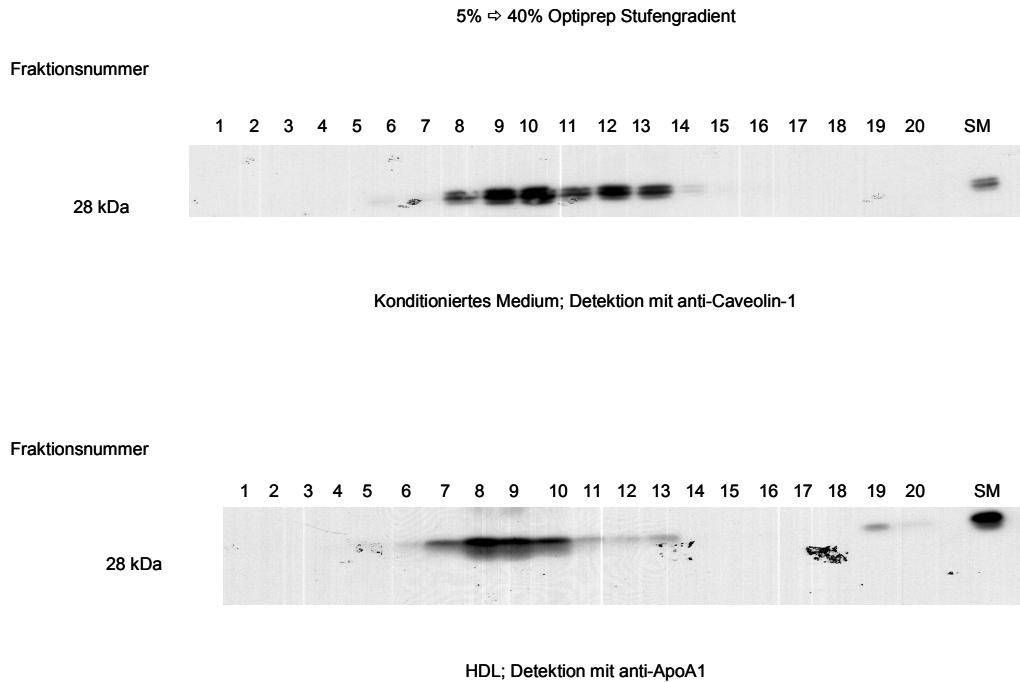 5% ⇨ 40% Optiprep Stufengradient
Fraktionsnummer
1 2 3 4 5 6 7 8 9 10 11 12 13 14 15 16 17 18 19 20 SM
28 kDa
Konditioniertes Medium; Detektion mit anti-Caveolin-1
Fraktionsnummer
1 2 3 4 5 6 7 8 9 10 11 12 13 14 15 16 17 18 19 20 SM
28 kDa
HDL; Detektion mit anti-ApoA1